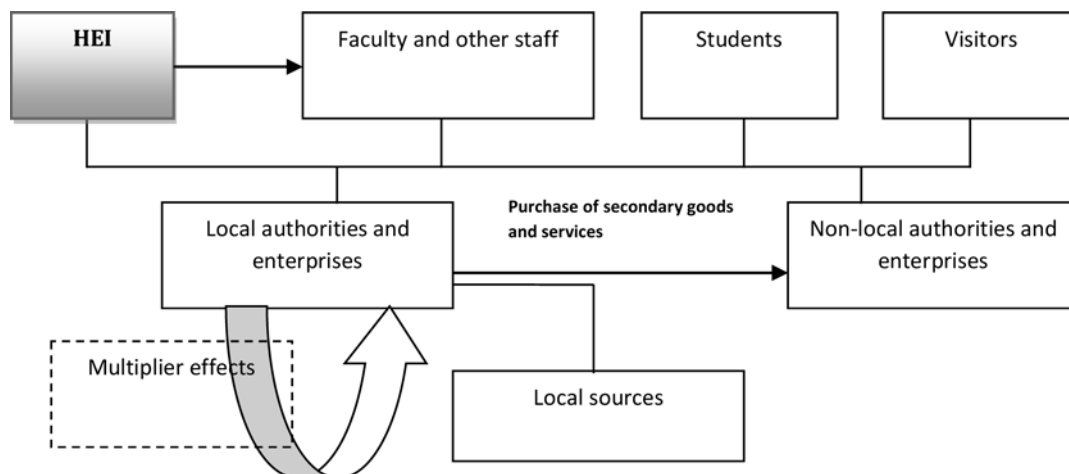 HEI
Faculty and other staff
Students
Visitors
Purchase of secondary goods
and services
Local authorities and
enterprises
Non-local authorities and
enterprises
Multiplier effects
Local sources